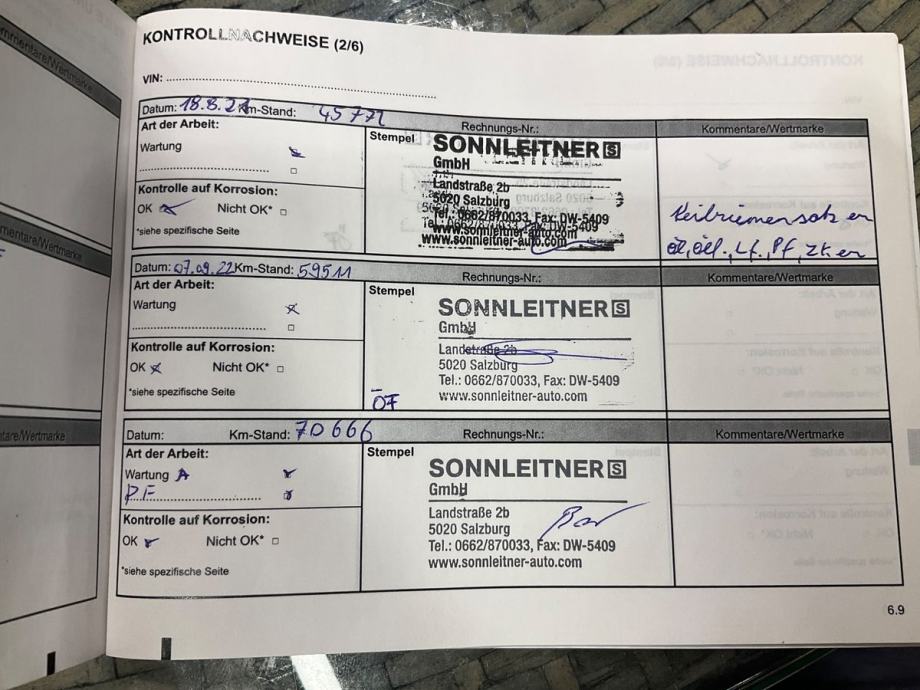 KONTROLLNACHWEISE (2/6)
VIN:
Datum: 18.8.21 Km-Stand: 45772
Rechnungs-Nr.:
Kommentare/Wertmarke
Art der Arbeit:
Wartung
Stempel
SONNLEITNER S
GmbH
Landstraße 2b
5020 Salzburg
Tel.: 0662/870033, Fax: DW-5409
www.sonnleitner-auto.com
Kontrolle auf Korrosion:
OK Nicht OK*
*siehe spezifische Seite
Keilriemensatz er
öl, öf., Lf., Pf, zk er
Datum: 07.09.22 Km-Stand: 59511
Rechnungs-Nr.:
Kommentare/Wertmarke
Art der Arbeit:
Wartung
Stempel
SONNLEITNER S
GmbH
Landstraße 2b
5020 Salzburg
Tel.: 0662/870033, Fax: DW-5409
www.sonnleitner-auto.com
Kontrolle auf Korrosion:
OK Nicht OK*
*siehe spezifische Seite
07
Datum: Km-Stand: 70666
Rechnungs-Nr.:
Kommentare/Wertmarke
Art der Arbeit:
Wartung A
PF
Stempel
SONNLEITNER S
GmbH
Landstraße 2b
5020 Salzburg
Tel.: 0662/870033, Fax: DW-5409
www.sonnleitner-auto.com
Kontrolle auf Korrosion:
OK Nicht OK*
*siehe spezifische Seite
6.9